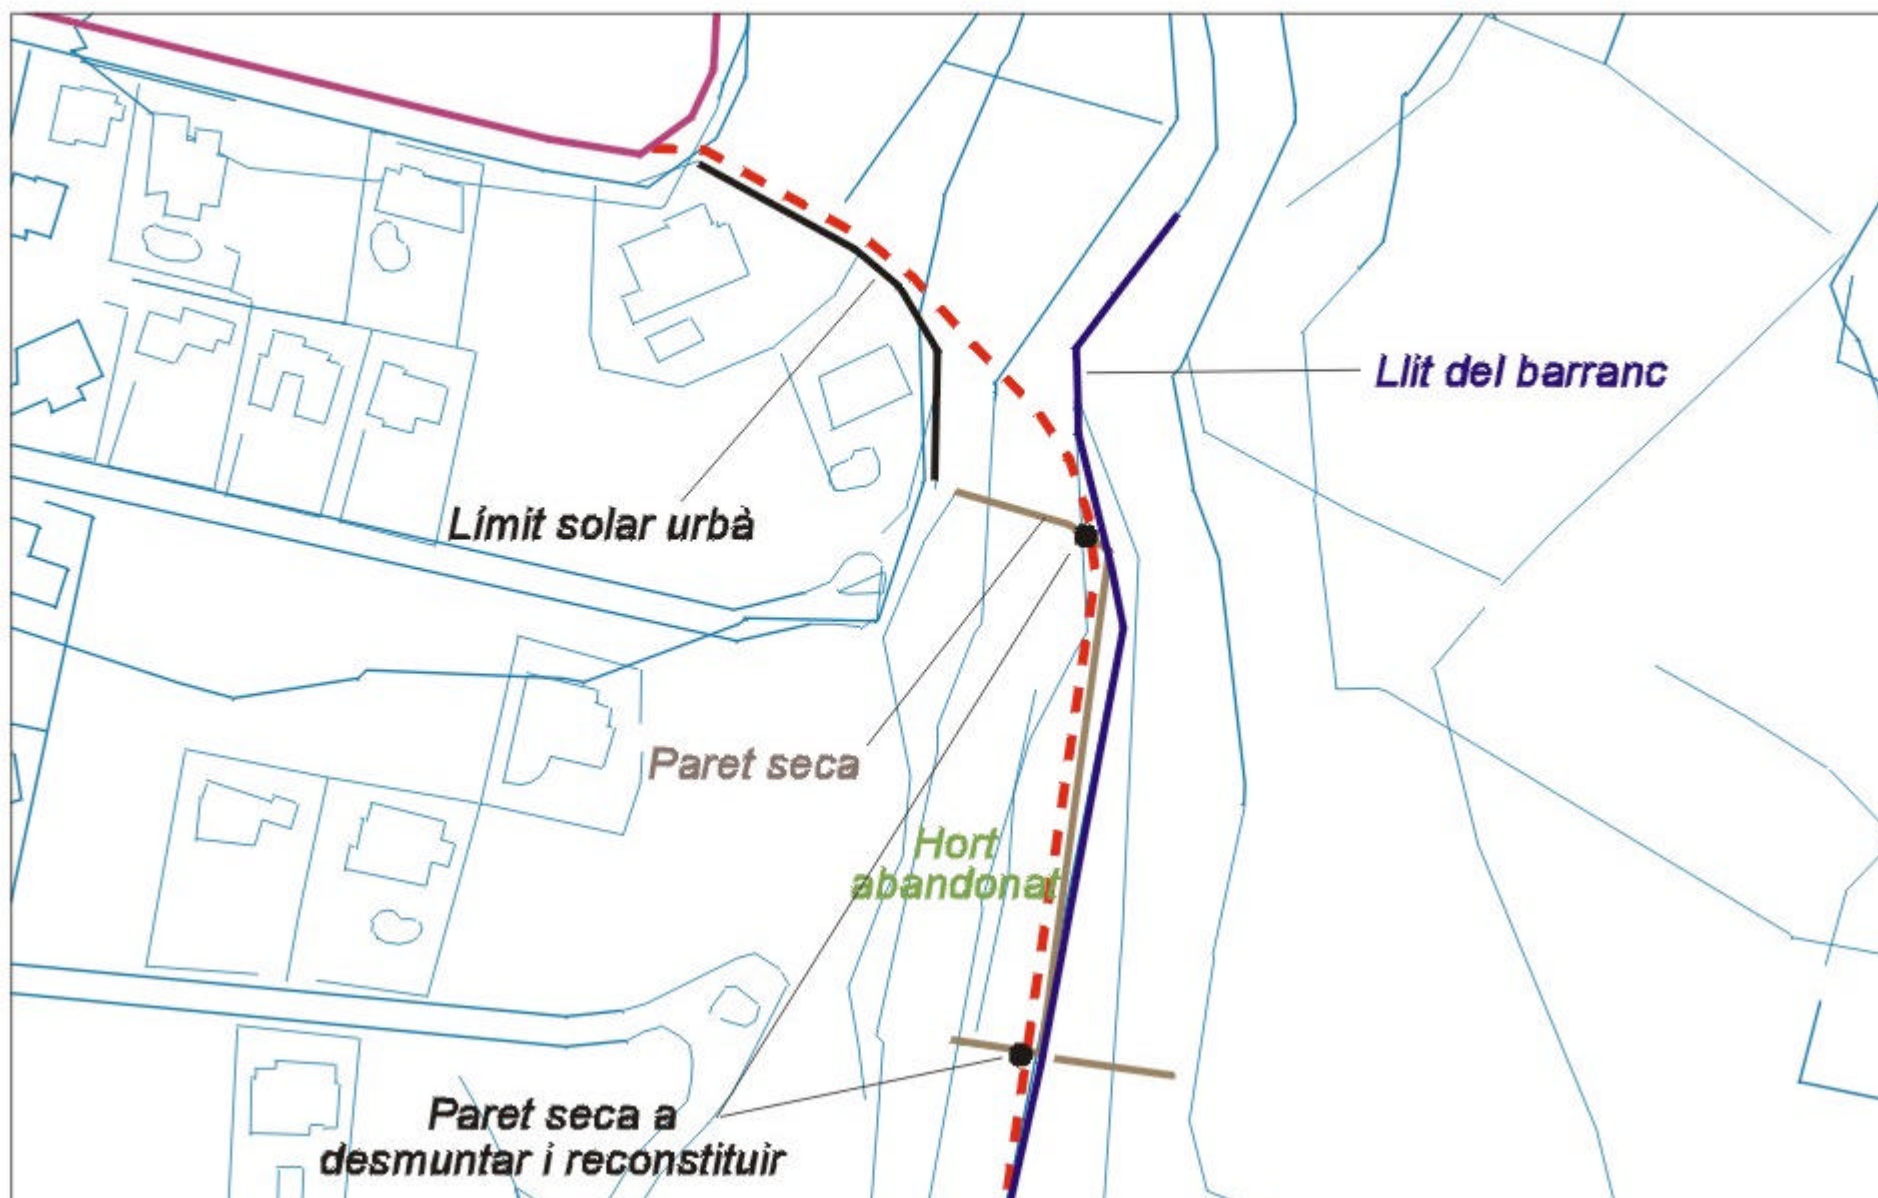 Llit del barranc
Límit solar urbà
Paret seca
Hort
abandonat
Paret seca a
desmuntar i reconstituir